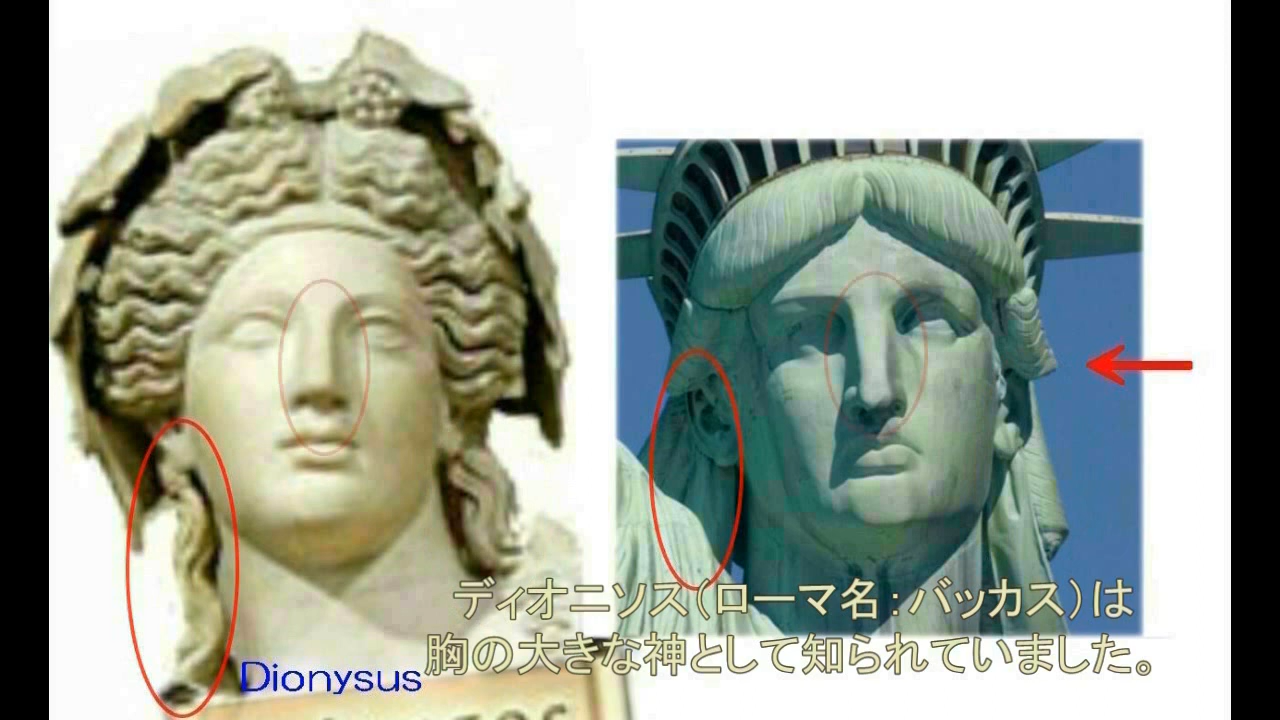 ディオニソス（ローマ名：バッカス）は
胸の大きな神として知られていました。
Dionysus